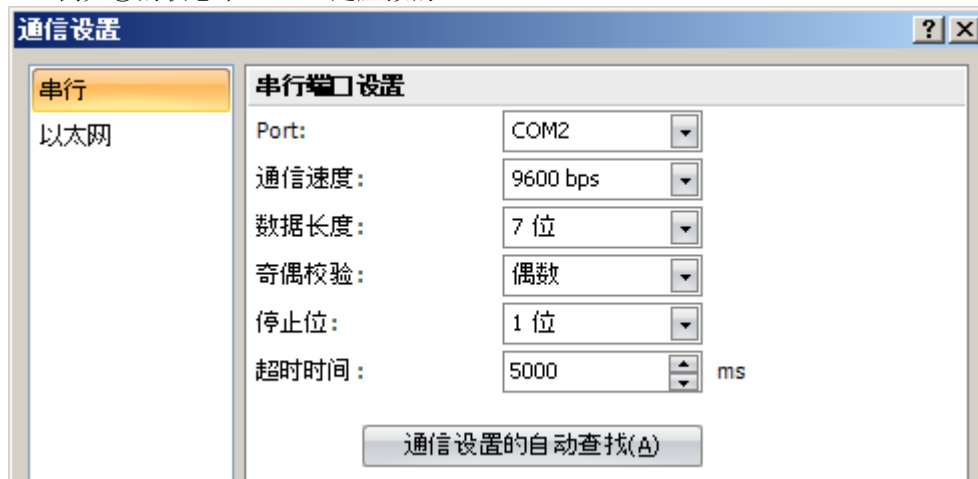 通信设置
串行
以太网
串行端口设置
Port: COM2
通信速度: 9600 bps
数据长度: 7 位
奇偶校验: 偶数
停止位: 1 位
超时时间: 5000 ms
通信设置的自动查找(A)